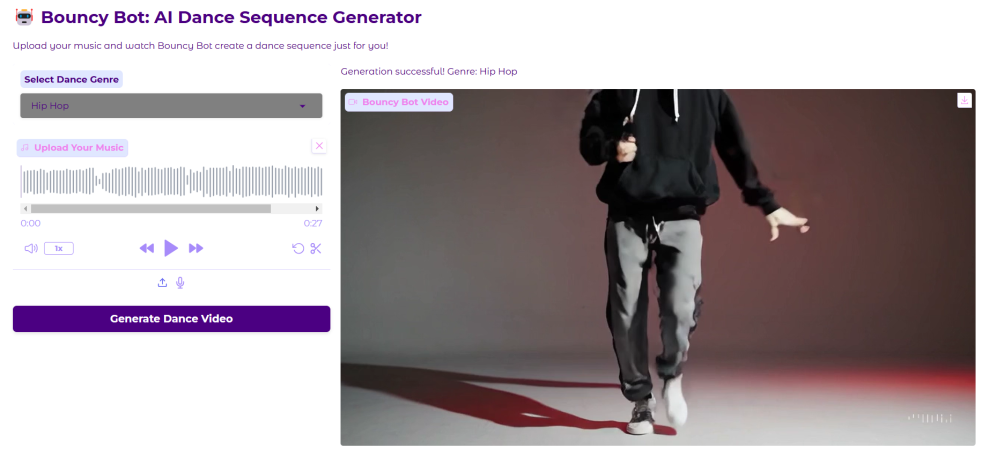 Bouncy Bot: AI Dance Sequence Generator
Upload your music and watch Bouncy Bot create a dance sequence just for you!
Select Dance Genre
Hip Hop
Upload Your Music
0:00
0:27
1x
Generate Dance Video
Generation successful! Genre: Hip Hop
Bouncy Bot Video